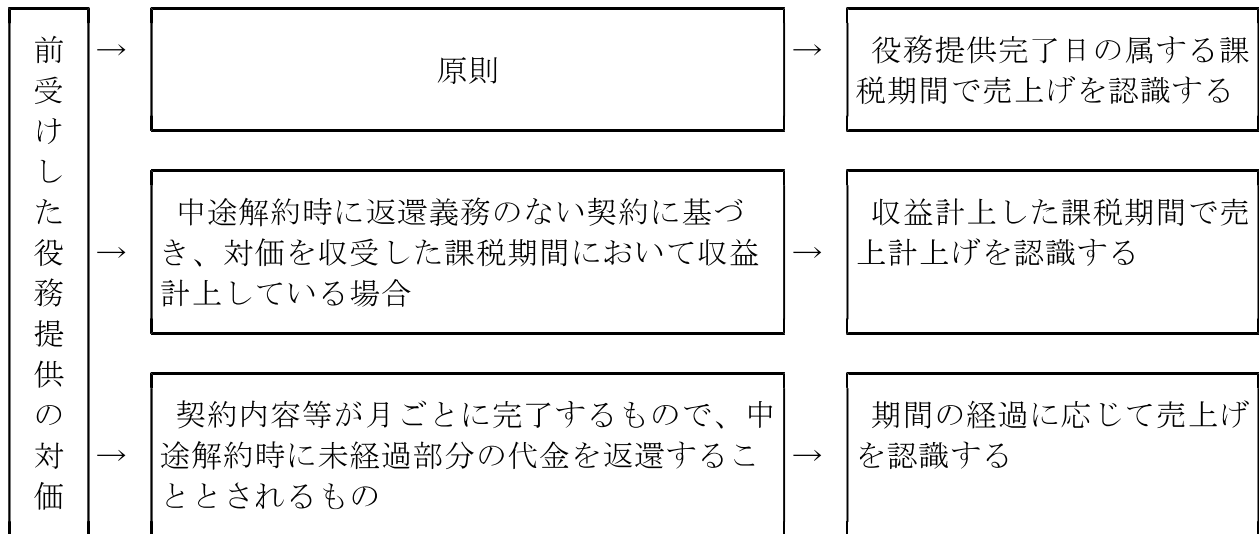 前受けした役務提供の対価
→
原則
→
役務提供完了日の属する課
税期間で売上げを認識する
→
中途解約時に返還義務のない契約に基づ
き、対価を収受した課税期間において収益
計上している場合
→
収益計上した課税期間で売
上計上げを認識する
→
契約内容等が月ごとに完了するもので、中
途解約時に未経過部分の代金を返還するこ
ととされるもの
→
期間の経過に応じて売上げ
を認識する